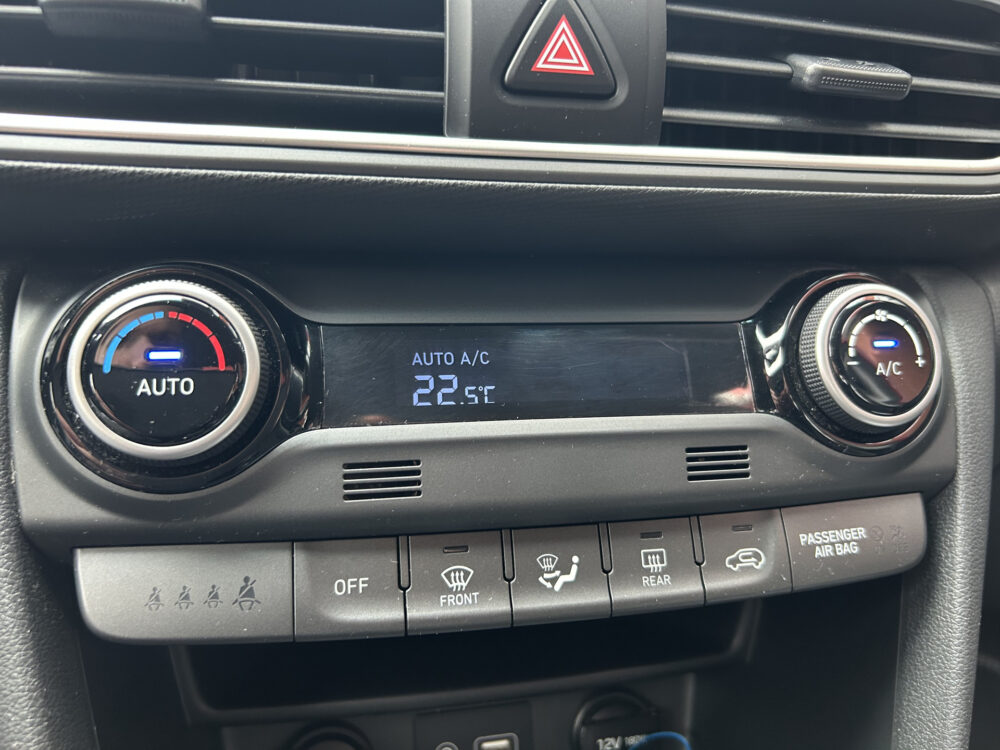 AUTO A/C
22.5°C
AUTO
A/C
- +
OFF
FRONT
REAR
PASSENGER
AIR BAG
12V